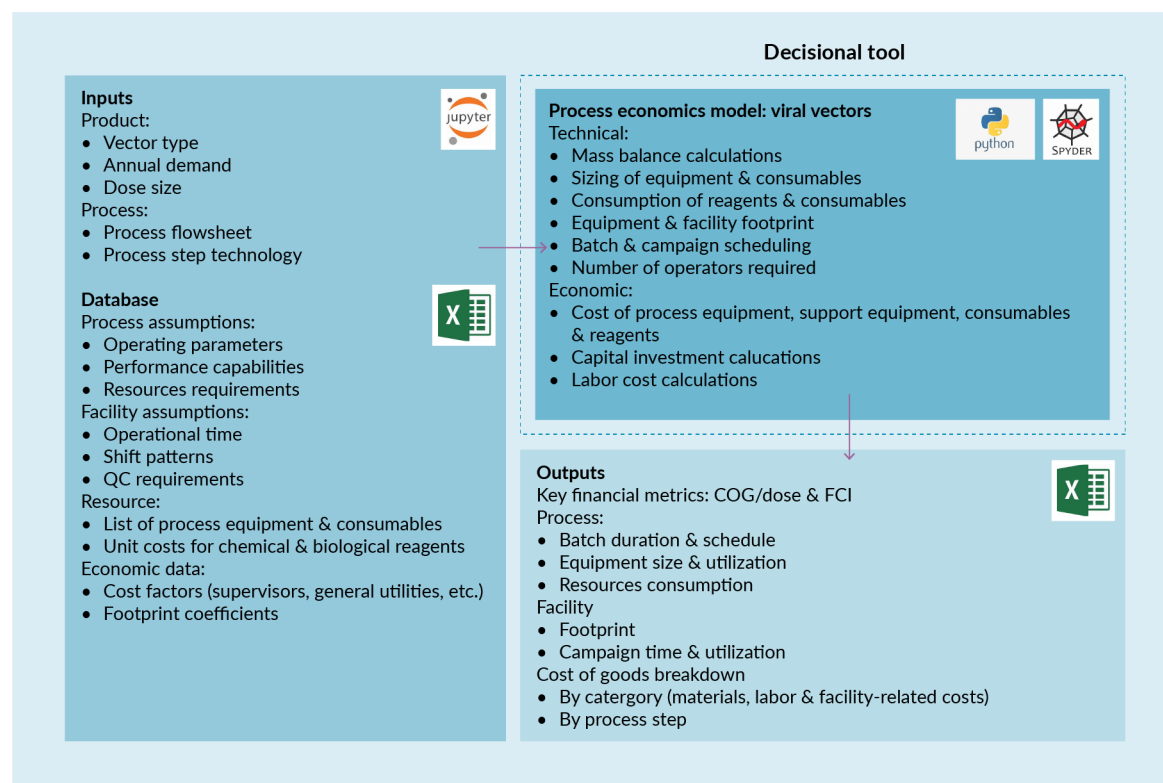 Decisional tool
Inputs
jupyter
Product:
• Vector type
• Annual demand
• Dose size
Process:
• Process flowsheet
• Process step technology
Database
X
Process assumptions:
• Operating parameters
• Performance capabilities
• Resources requirements
Facility assumptions:
• Operational time
• Shift patterns
• QC requirements
Resource:
• List of process equipment & consumables
• Unit costs for chemical & biological reagents
Economic data:
• Cost factors (supervisors, general utilities, etc.)
• Footprint coefficients
Process economics model: viral vectors
python
SPYDER
Technical:
• Mass balance calculations
• Sizing of equipment & consumables
• Consumption of reagents & consumables
• Equipment & facility footprint
• Batch & campaign scheduling
• Number of operators required
Economic:
• Cost of process equipment, support equipment, consumables
& reagents
• Capital investment calucations
• Labor cost calculations
Outputs
X
Key financial metrics: COG/dose & FCI
Process:
• Batch duration & schedule
• Equipment size & utilization
• Resources consumption
Facility
• Footprint
• Campaign time & utilization
Cost of goods breakdown
• By catergory (materials, labor & facility-related costs)
• By process step